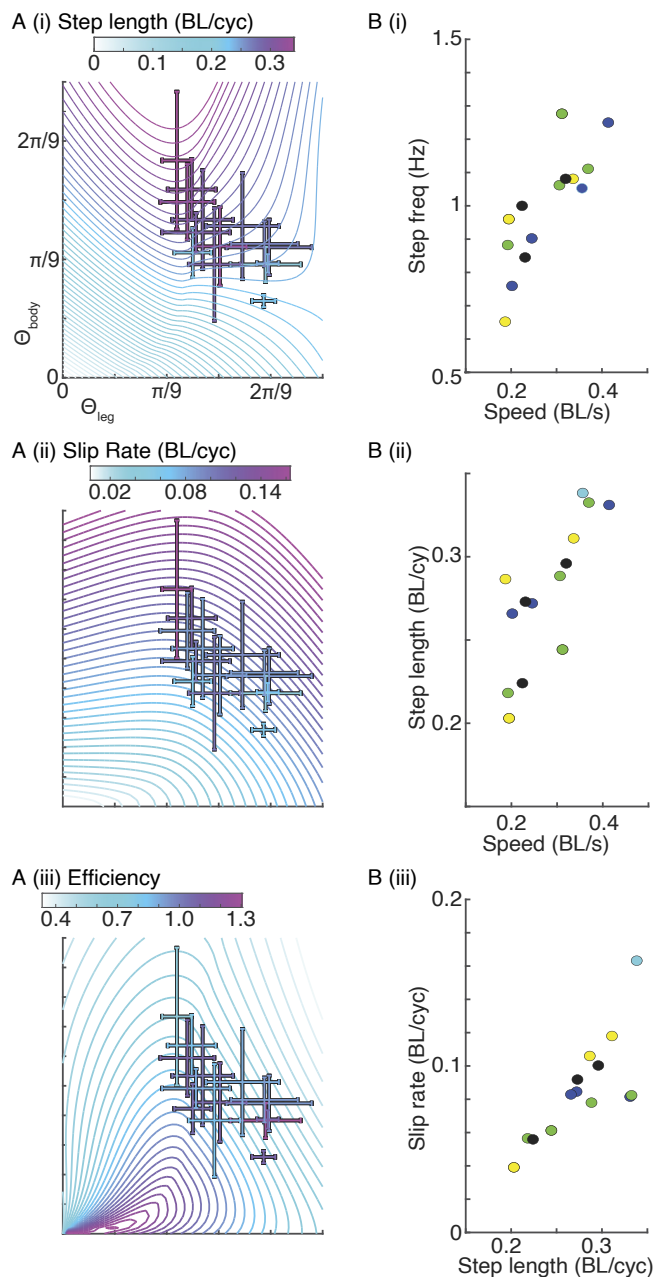 A (i) Step length (BL/cyc)
0 0.1 0.2 0.3
2π/9
π/9
Θbody
0
0 π/9 2π/9
Θleg
B (i)
1.5
Step freq (Hz)
1
0.5
0.2 0.4
Speed (BL/s)
A (ii) Slip Rate (BL/cyc)
0.02 0.08 0.14
B (ii)
Step length (BL/cy)
0.3
0.2
0.2 0.4
Speed (BL/s)
A (iii) Efficiency
0.4 0.7 1.0 1.3
B (iii)
0.2
Slip rate (BL/cyc)
0.1
0
0.2 0.3
Step length (BL/cyc)